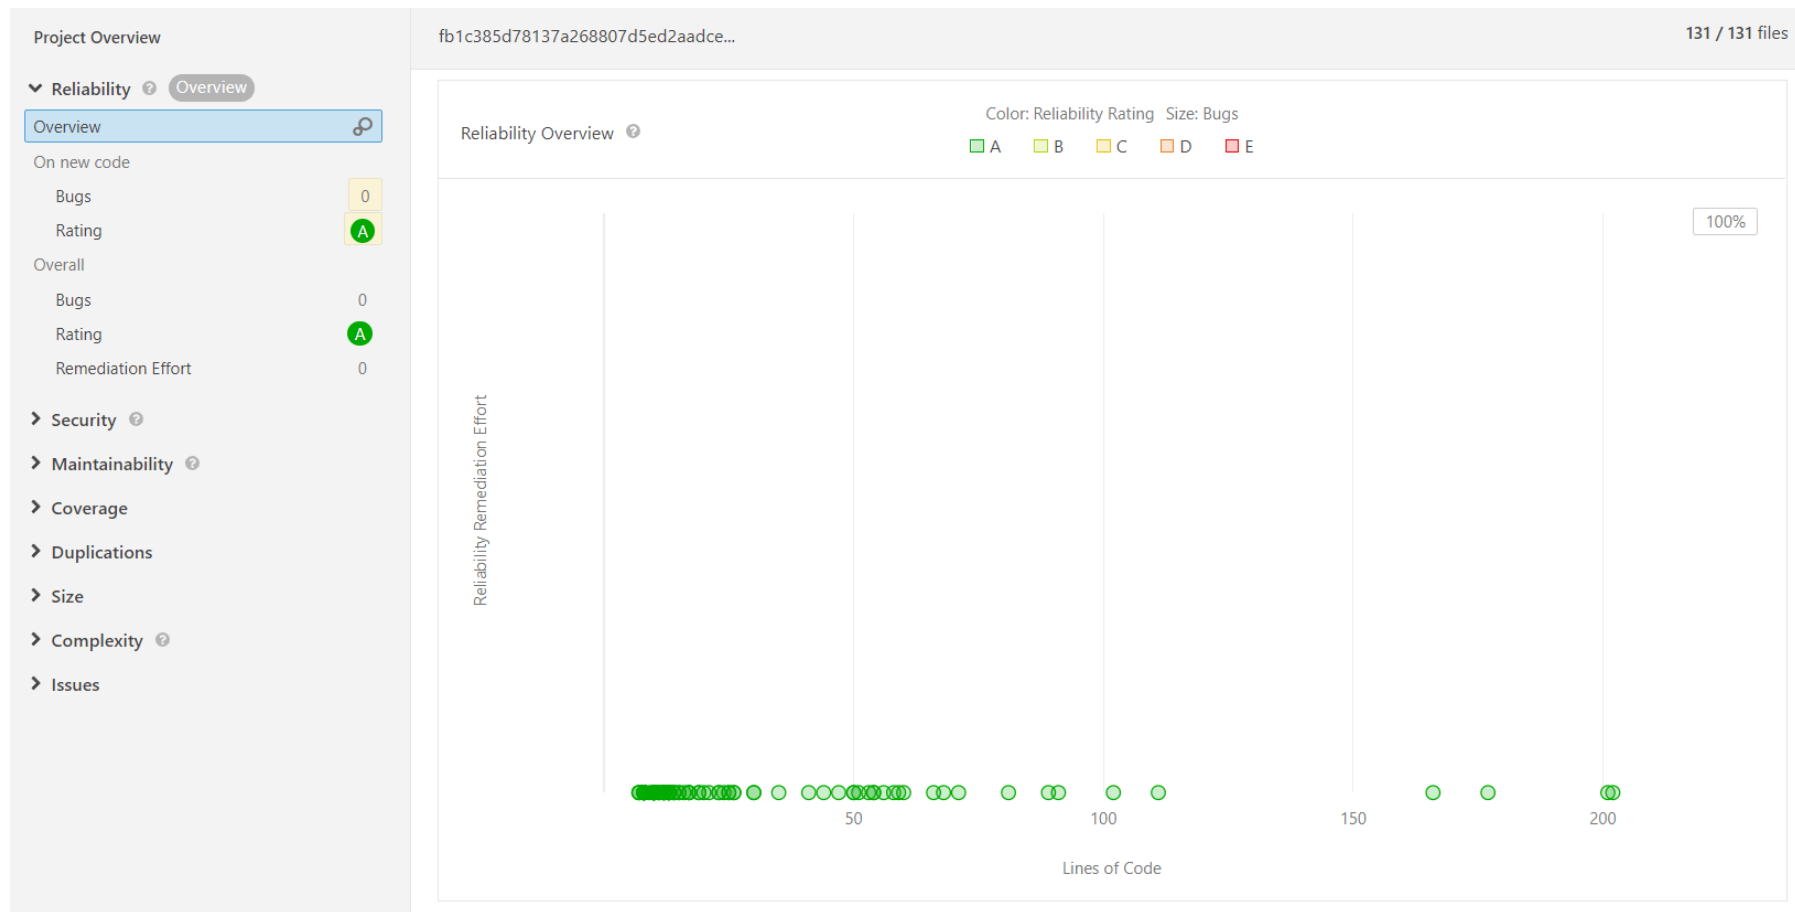 Project Overview
Reliability Overview
Overview
On new code
Bugs 0
Rating A
Overall
Bugs 0
Rating A
Remediation Effort 0
Security
Maintainability
Coverage
Duplications
Size
Complexity
Issues
fb1c385d78137a268807d5ed2aadce...
131 / 131 files
Reliability Overview
Color: Reliability Rating Size: Bugs
A B C D E
100%
Reliability Remediation Effort
50 100 150 200
Lines of Code